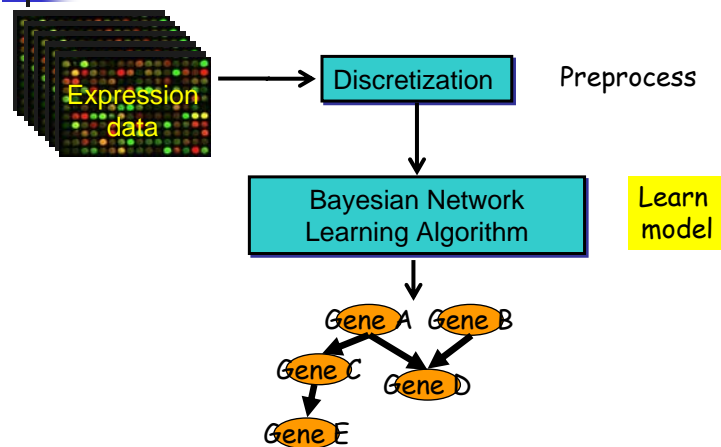 Expression
data
Discretization
Preprocess
Bayesian Network
Learning Algorithm
Learn
model
Gene A
Gene B
Gene C
Gene D
Gene E